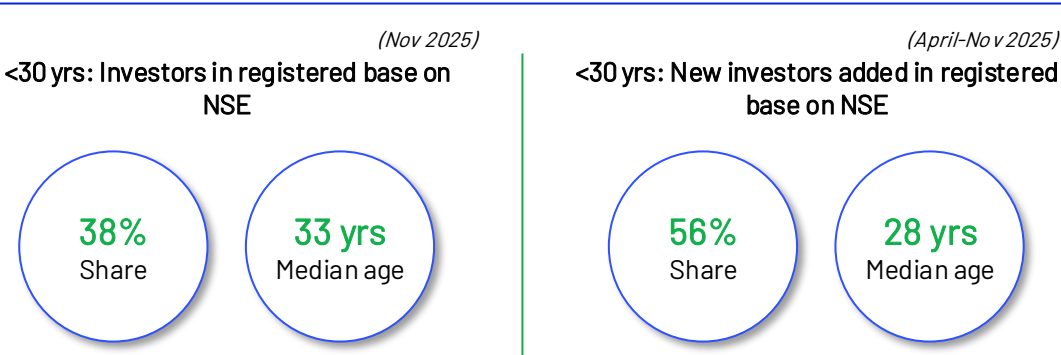 (Nov 2025)
<30 yrs: Investors in registered base on
NSE
38%
Share
33 yrs
Median age
(April-Nov 2025)
<30 yrs: New investors added in registered
base on NSE
56%
Share
28 yrs
Median age